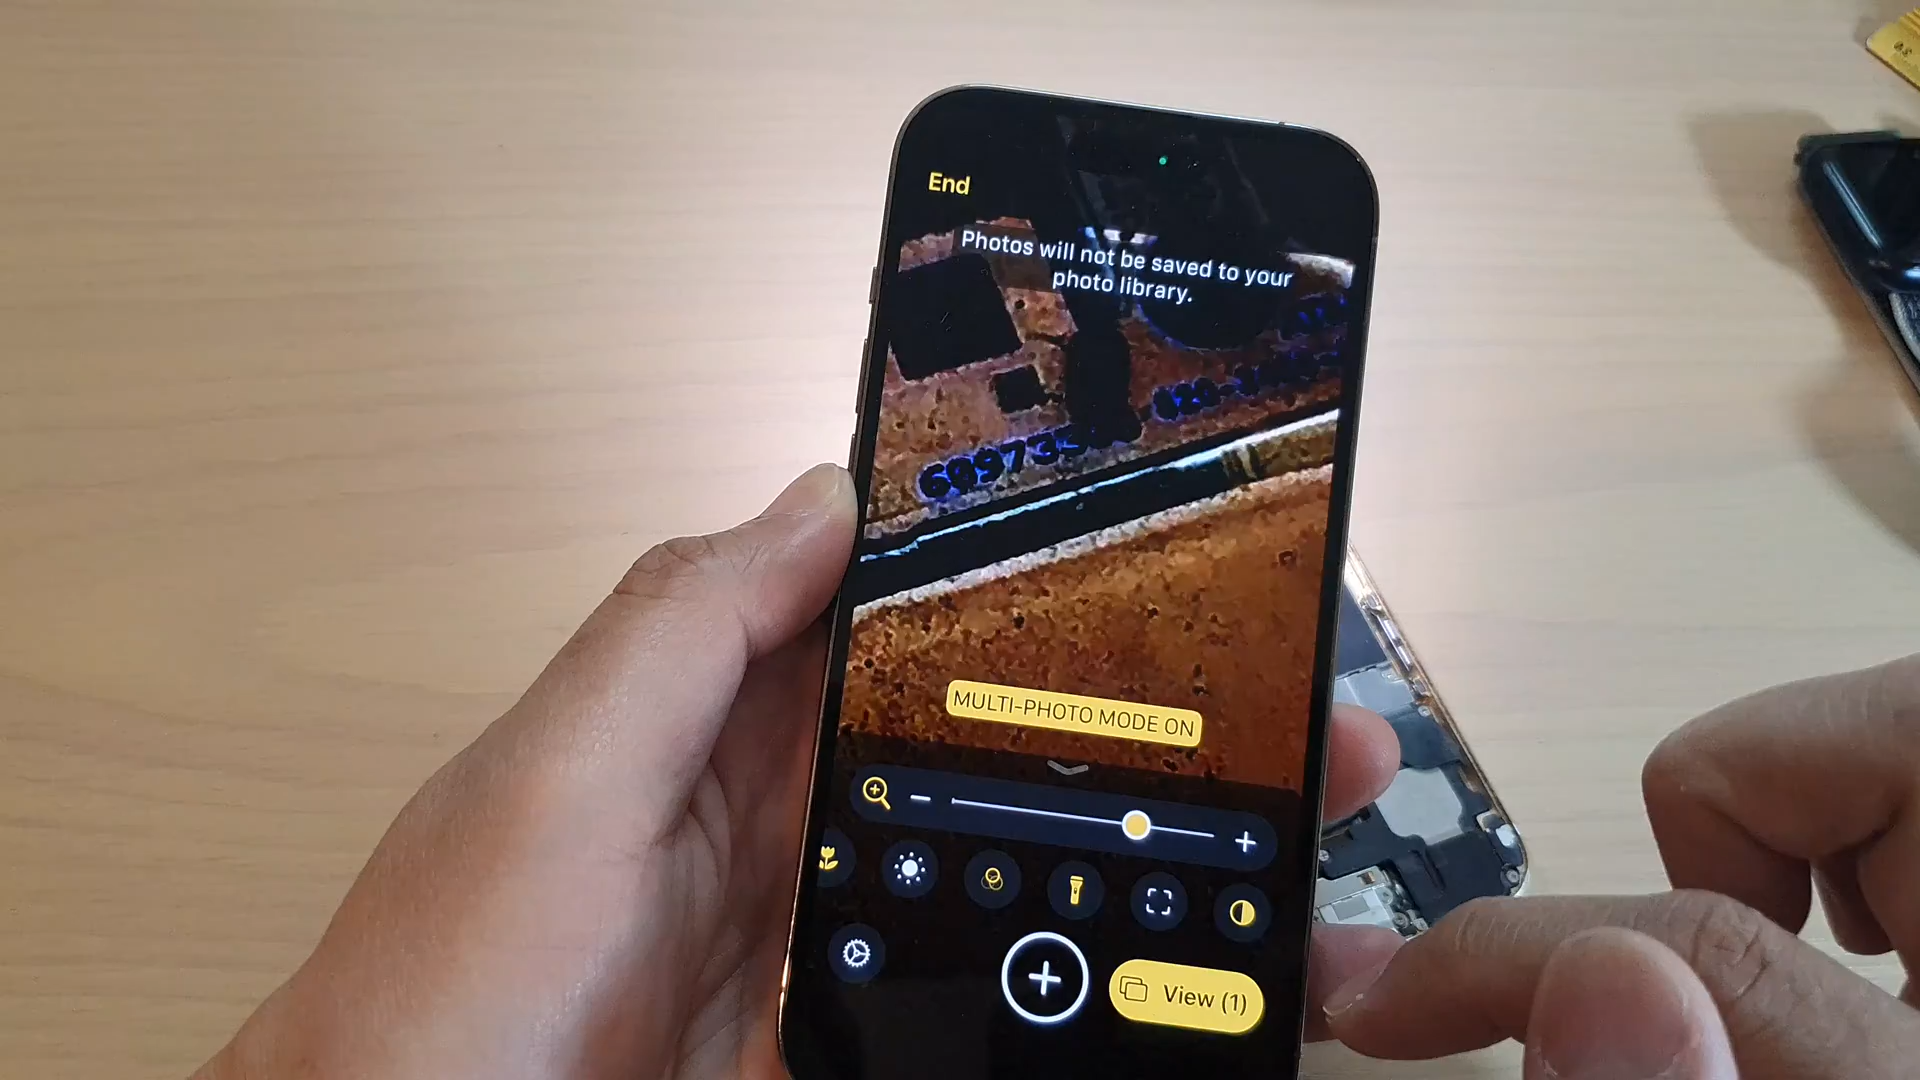 End
Photos will not be saved to your
photo library.
MULTI-PHOTO MODE ON
View (1)